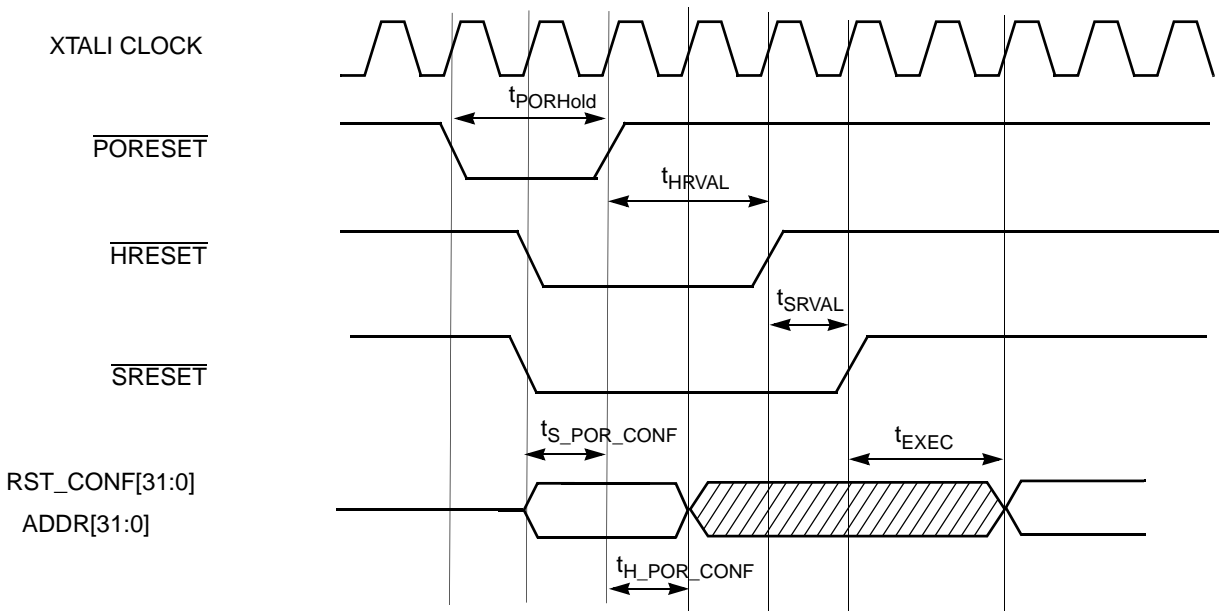 XTALI CLOCK
tPORHold
PORESET
tHRVAL
HRESET
tSRVAL
SRESET
tS_POR_CONF
tEXEC
RST_CONF[31:0]
ADDR[31:0]
tH_POR_CONF